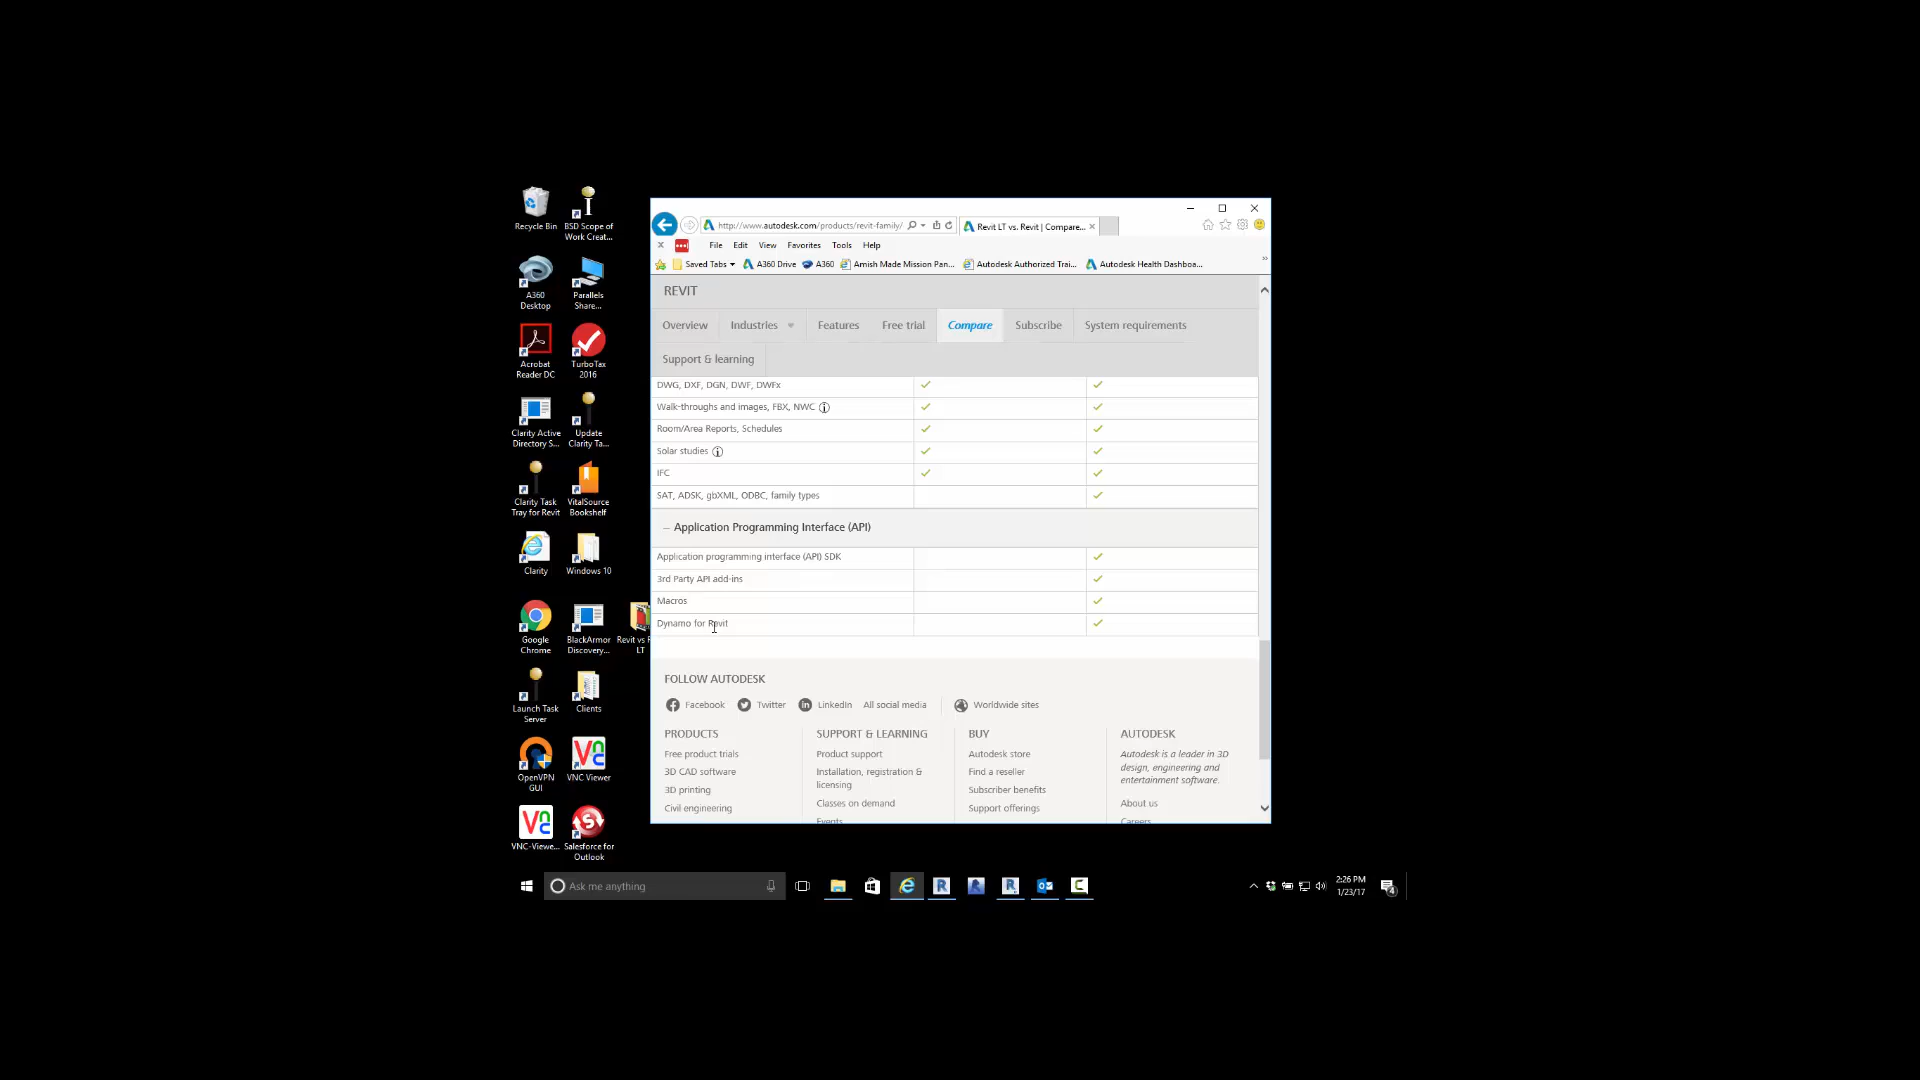 Recycle Bin
BSD Scope of
Work Creat...
A360
Desktop
Parallels
Share...
Acrobat
Reader DC
TurboTax
2016
Clarity Active
Directory S...
Update
Clarity Ta...
Clarity Task
Tray for Revit
VitalSource
Bookshelf
Clarity
Windows 10
Google
Chrome
BlackArmor
Discovery...
Revit vs
LT
Launch Task
Server
Clients
OpenVPN
GUI
VNC Viewer
VNC-Viewe...
Salesforce for
Outlook
http://www.autodesk.com/products/revit-family/
Revit LT vs. Revit | Compare...
File Edit View Favorites Tools Help
Saved Tabs A360 Drive A360 Amish Made Mission Pan... Autodesk Authorized Trai... Autodesk Health Dashboa...
REVIT
Overview Industries Features Free trial Compare Subscribe System requirements
Support & learning
DWG, DXF, DGN, DWF, DWFx
Walk-throughs and images, FBX, NWC
Room/Area Reports, Schedules
Solar studies
IFC
SAT, ADSK, gbXML, ODBC, family types
– Application Programming Interface (API)
Application programming interface (API) SDK
3rd Party API add-ins
Macros
Dynamo for Revit
FOLLOW AUTODESK
Facebook Twitter LinkedIn All social media Worldwide sites
PRODUCTS
Free product trials
3D CAD software
3D printing
Civil engineering
SUPPORT & LEARNING
Product support
Installation, registration &
licensing
Classes on demand
Events
BUY
Autodesk store
Find a reseller
Subscriber benefits
Support offerings
AUTODESK
Autodesk is a leader in 3D
design, engineering and
entertainment software.
About us
Careers
Ask me anything
2:26 PM
1/23/17
4